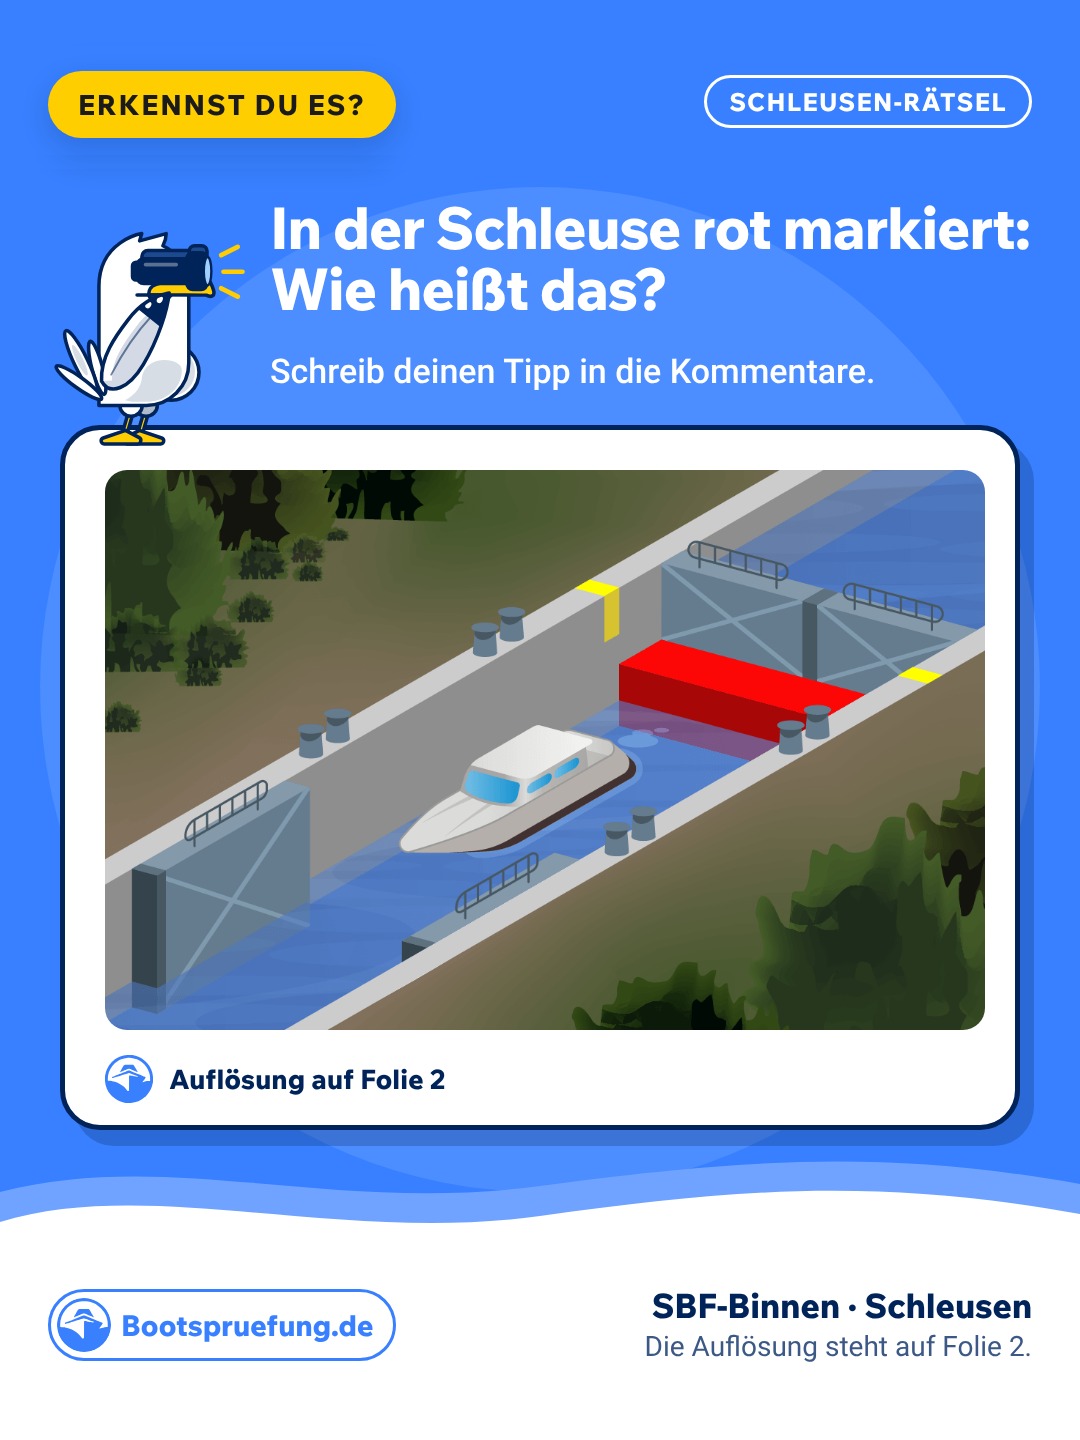 ERKENNST DU ES?
SCHLEUSEN-RÄTSEL
In der Schleuse rot markiert:
Wie heißt das?
Schreib deinen Tipp in die Kommentare.
Auflösung auf Folie 2
Bootspruefung.de
SBF-Binnen · Schleusen
Die Auflösung steht auf Folie 2.